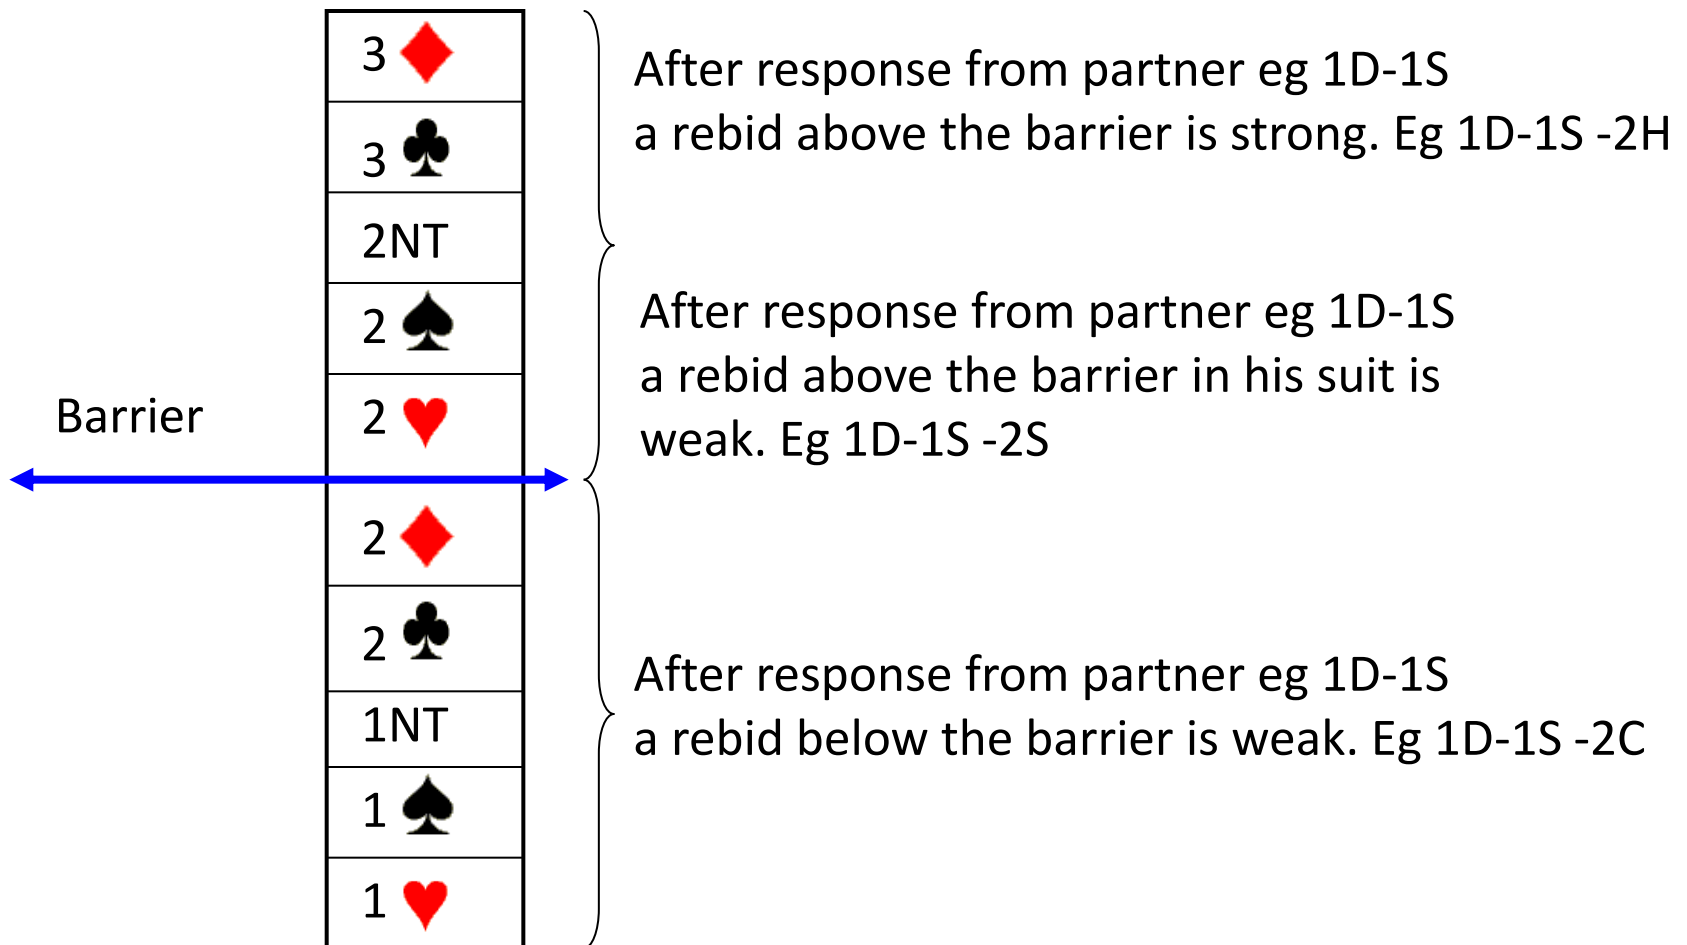 3 ♦
After response from partner eg 1D-1S
a rebid above the barrier is strong. Eg 1D-1S -2H
3 ♣
2NT
2 ♠
After response from partner eg 1D-1S
a rebid above the barrier in his suit is
weak. Eg 1D-1S -2S
Barrier
2 ♥
2 ♦
2 ♣
After response from partner eg 1D-1S
a rebid below the barrier is weak. Eg 1D-1S -2C
1NT
1 ♠
1 ♥